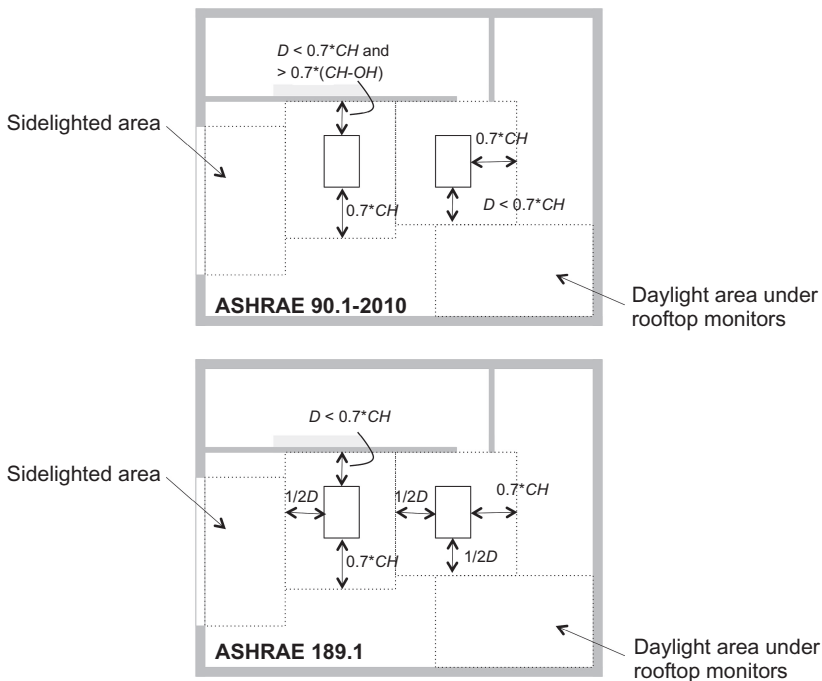 D < 0.7*CH and
> 0.7*(CH-OH)
Sidelighted area
0.7*CH
0.7*CH
D < 0.7*CH
ASHRAE 90.1-2010
Daylight area under
rooftop monitors
D < 0.7*CH
Sidelighted area
1/2D
1/2D
0.7*CH
0.7*CH
1/2D
ASHRAE 189.1
Daylight area under
rooftop monitors